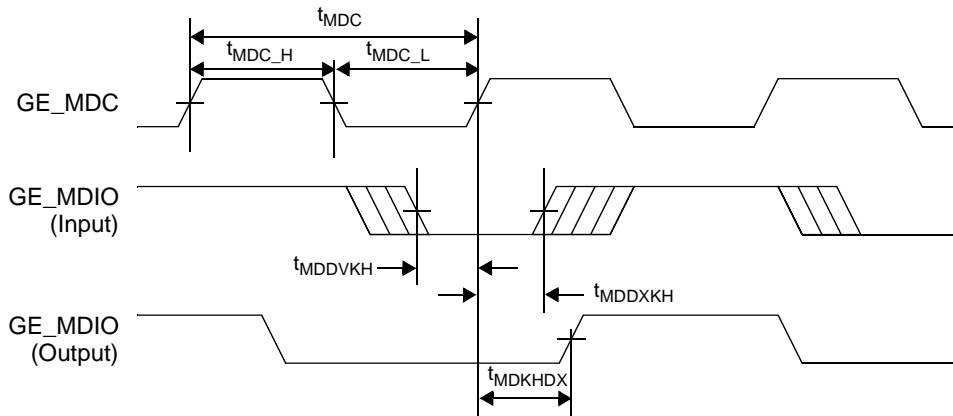 tMDC
tMDC_H
tMDC_L
GE_MDC
GE_MDIO
(Input)
tMDDVKH
tMDDXKH
GE_MDIO
(Output)
tMDKHDX